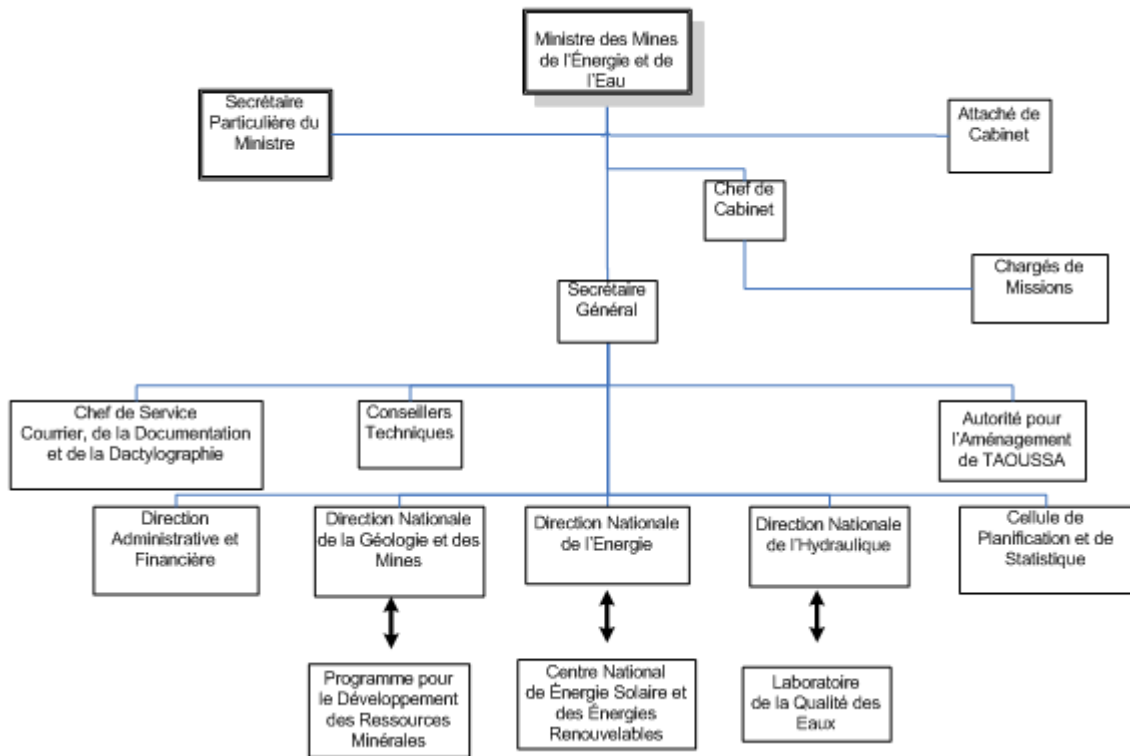 Ministre des Mines
de l'Énergie et de
l'Eau
Secrétaire
Particulière du
Ministre
Attaché de
Cabinet
Chef de
Cabinet
Chargés de
Missions
Secrétaire
Général
Chef de Service
Courrier, de la Documentation
et de la Dactylographie
Conseillers
Techniques
Autorité pour
l'Aménagement
de TAOUSSA
Direction
Administrative et
Financière
Direction Nationale
de la Géologie et des
Mines
Direction Nationale
de l'Energie
Direction Nationale
de l'Hydraulique
Cellule de
Planification et de
Statistique
Programme pour
le Développement
des Ressources
Minérales
Centre National
de Énergie Solaire et
des Énergies
Renouvelables
Laboratoire
de la Qualité des
Eaux